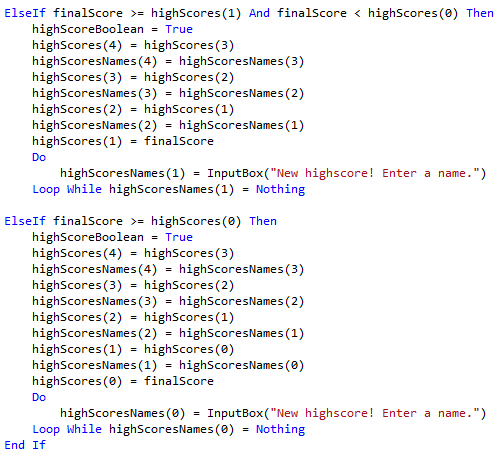 ElseIf finalScore >= highScores(1) And finalScore < highScores(0) Then
highScoreBoolean = True
highScores(4) = highScores(3)
highScoresNames(4) = highScoresNames(3)
highScores(3) = highScores(2)
highScoresNames(3) = highScoresNames(2)
highScores(2) = highScores(1)
highScoresNames(2) = highScoresNames(1)
highScores(1) = finalScore
Do
highScoresNames(1) = InputBox("New highscore! Enter a name.")
Loop While highScoresNames(1) = Nothing
ElseIf finalScore >= highScores(0) Then
highScoreBoolean = True
highScores(4) = highScores(3)
highScoresNames(4) = highScoresNames(3)
highScores(3) = highScores(2)
highScoresNames(3) = highScoresNames(2)
highScores(2) = highScores(1)
highScoresNames(2) = highScoresNames(1)
highScores(1) = highScores(0)
highScoresNames(1) = highScoresNames(0)
highScores(0) = finalScore
Do
highScoresNames(0) = InputBox("New highscore! Enter a name.")
Loop While highScoresNames(0) = Nothing
End If